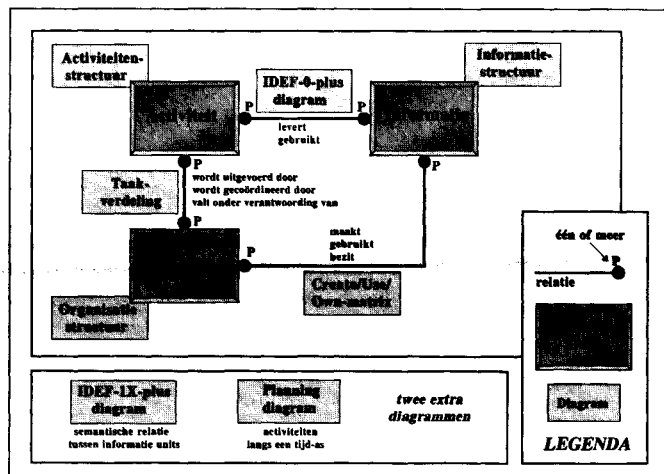 Activiteiten-
structuur
Informatie-
structuur
IDEF-0-plus
diagram
Activiteit
Informatie
P
P
levert
gebruikt
P
P
Taak-
verdeling
wordt uitgevoerd door
wordt gecoördineerd door
valt onder verantwoording van
P
P
maakt
gebruikt
bezit
Create/Use/
Own-matrix
Organisatie
structuur
één of meer
P
relatie
Diagram
LEGENDA
IDEF-1X-plus
diagram
semantische relatie
tussen informatie units
Planning
diagram
activiteiten
langs een tijd-as
twee extra
diagrammen